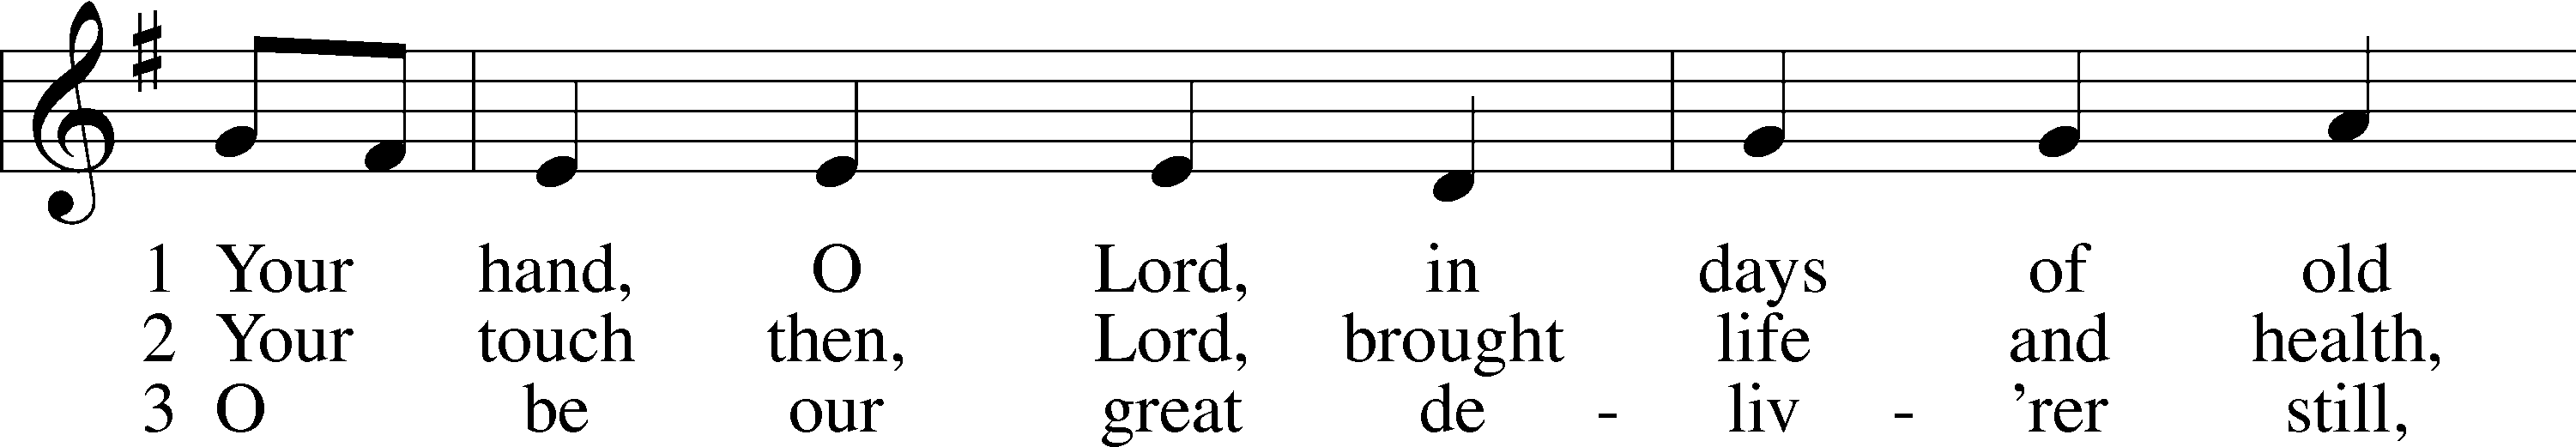 1 Your hand, O Lord, in days of old
2 Your touch then, Lord, brought life and health,
3 O be our great de - liv - ’rer still,